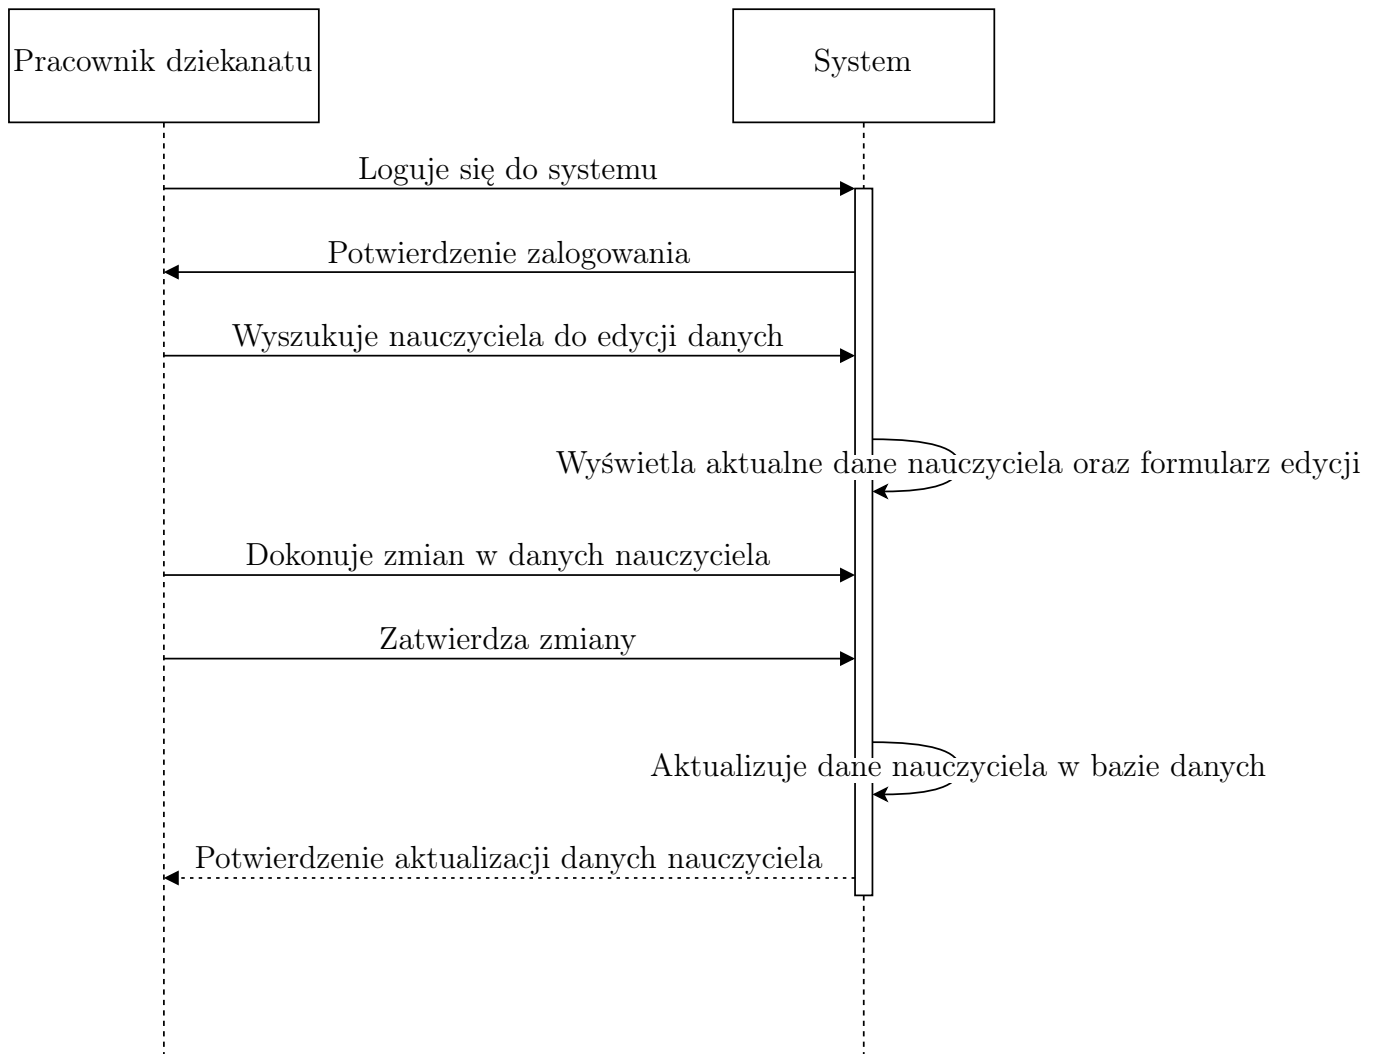 Pracownik dziekanatu
System
Loguje się do systemu
Potwierdzenie zalogowania
Wyszukuje nauczyciela do edycji danych
Wyświetla aktualne dane nauczyciela oraz formularz edycji
Dokonuje zmian w danych nauczyciela
Zatwierdza zmiany
Aktualizuje dane nauczyciela w bazie danych
Potwierdzenie aktualizacji danych nauczyciela